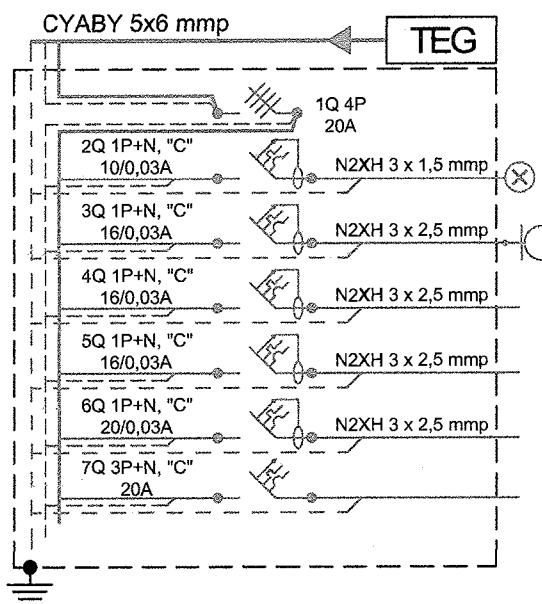 CYABY 5x6 mmp
TEG
1Q 4P
20A
2Q 1P+N, "C"
10/0,03A
N2XH 3 x 1,5 mmp
3Q 1P+N, "C"
16/0,03A
N2XH 3 x 2,5 mmp
4Q 1P+N, "C"
16/0,03A
N2XH 3 x 2,5 mmp
5Q 1P+N, "C"
16/0,03A
N2XH 3 x 2,5 mmp
6Q 1P+N, "C"
20/0,03A
N2XH 3 x 2,5 mmp
7Q 3P+N, "C"
20A